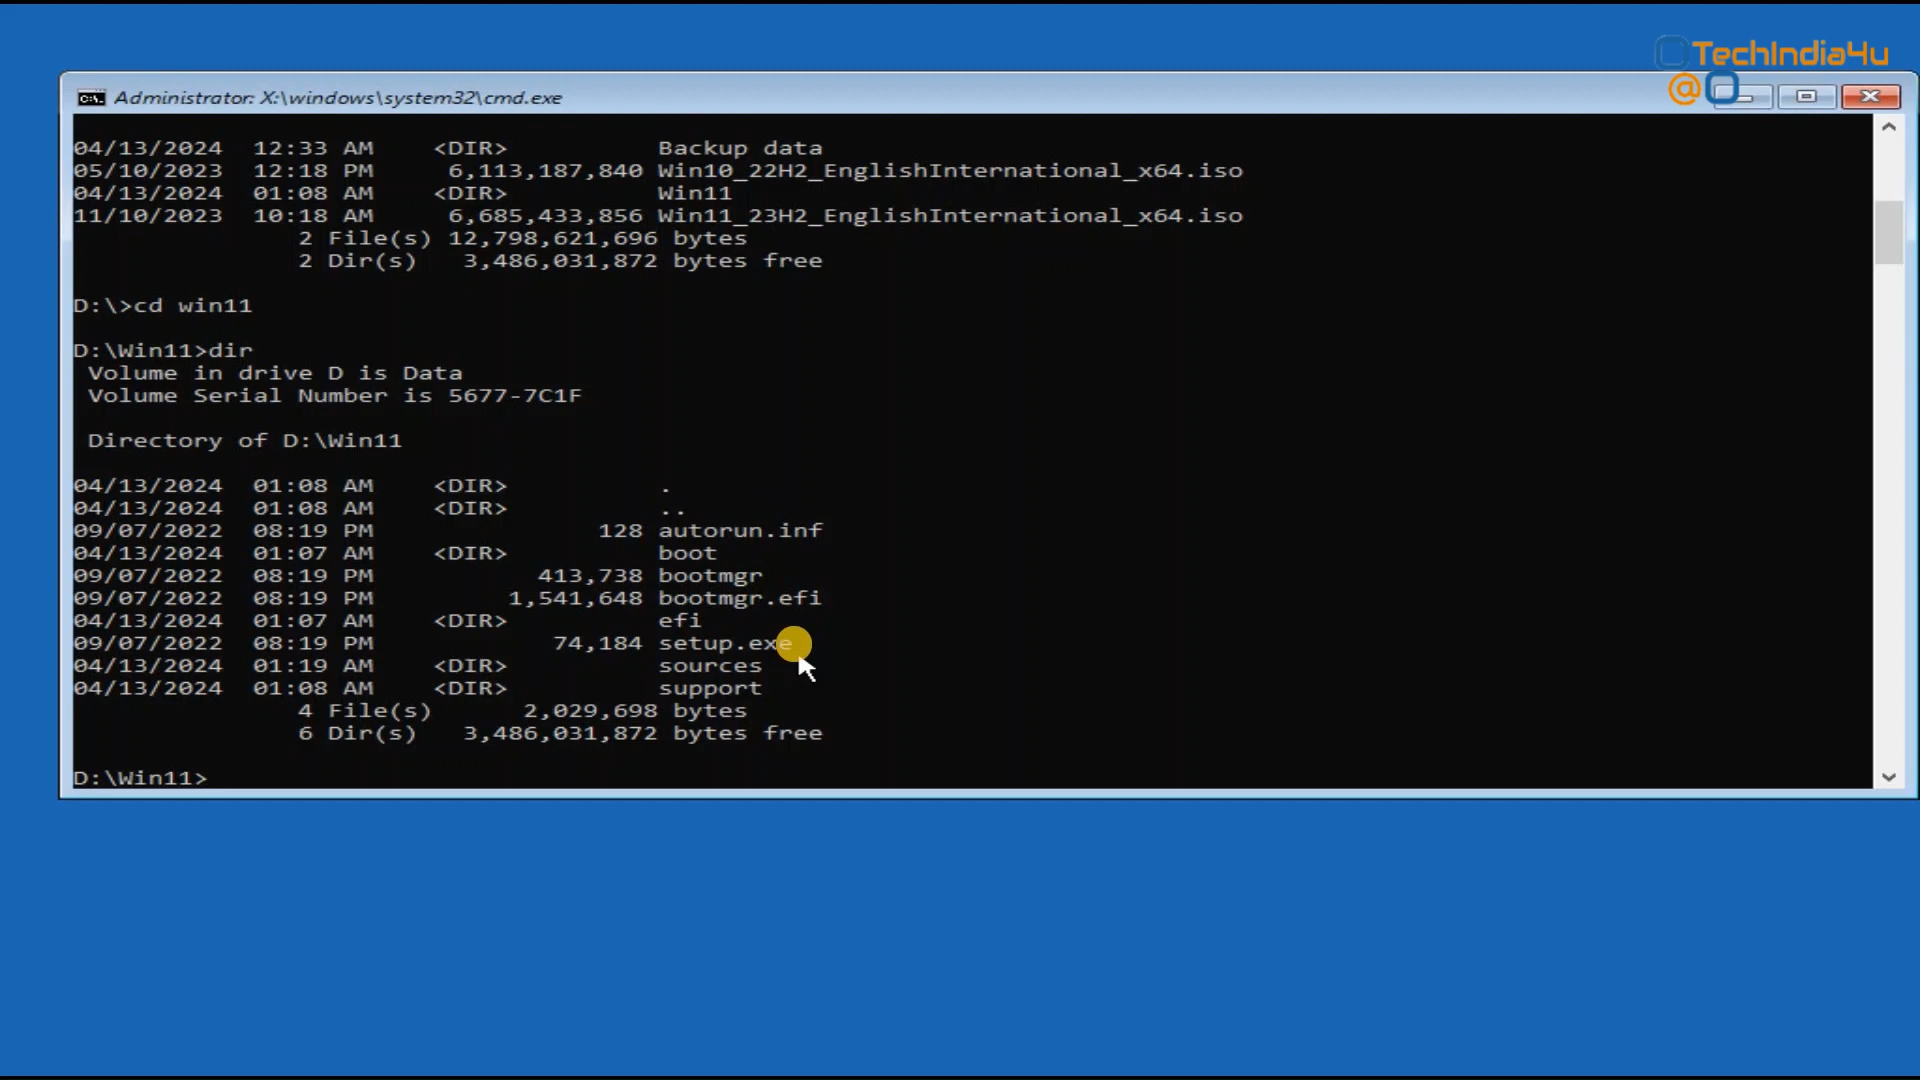 TechIndia4u
@
Administrator: X:\windows\system32\cmd.exe
04/13/2024  12:33 AM    <DIR>          Backup data
05/10/2023  12:18 PM     6,113,187,840 Win10_22H2_EnglishInternational_x64.iso
04/13/2024  01:08 AM    <DIR>          Win11
11/10/2023  10:18 AM     6,685,433,856 Win11_23H2_EnglishInternational_x64.iso
2 File(s) 12,798,621,696 bytes
2 Dir(s)   3,486,031,872 bytes free
D:\>cd win11
D:\Win11>dir
Volume in drive D is Data
Volume Serial Number is 5677-7C1F
Directory of D:\Win11
04/13/2024  01:08 AM    <DIR>          .
04/13/2024  01:08 AM    <DIR>          ..
09/07/2022  08:19 PM               128 autorun.inf
04/13/2024  01:07 AM    <DIR>          boot
09/07/2022  08:19 PM           413,738 bootmgr
09/07/2022  08:19 PM         1,541,648 bootmgr.efi
04/13/2024  01:07 AM    <DIR>          efi
09/07/2022  08:19 PM            74,184 setup.exe
04/13/2024  01:19 AM    <DIR>          sources
04/13/2024  01:08 AM    <DIR>          support
4 File(s)      2,029,698 bytes
6 Dir(s)   3,486,031,872 bytes free
D:\Win11>